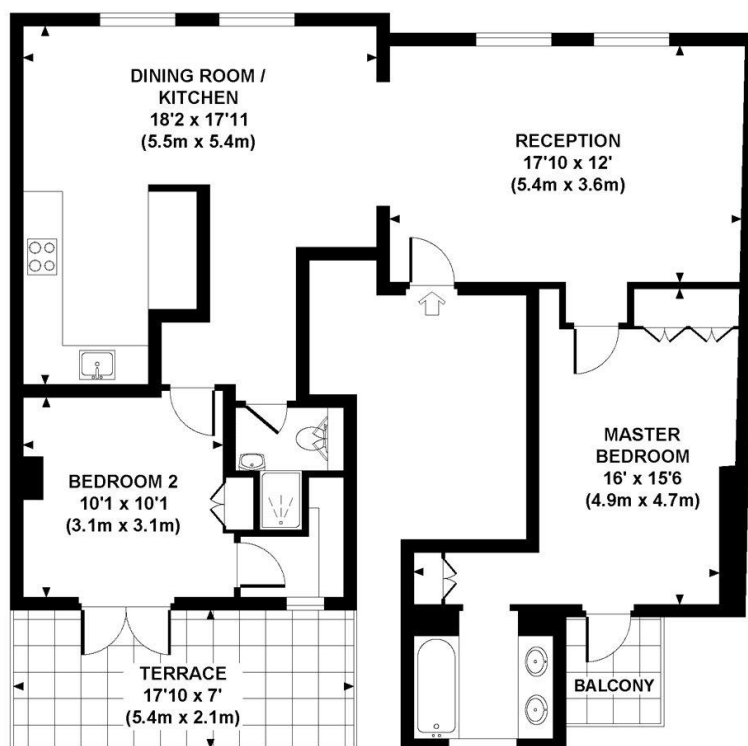 DINING ROOM /
KITCHEN
18'2 x 17'11
(5.5m x 5.4m)
RECEPTION
17'10 x 12'
(5.4m x 3.6m)
MASTER
BEDROOM
16' x 15'6
(4.9m x 4.7m)
BEDROOM 2
10'1 x 10'1
(3.1m x 3.1m)
TERRACE
17'10 x 7'
(5.4m x 2.1m)
BALCONY